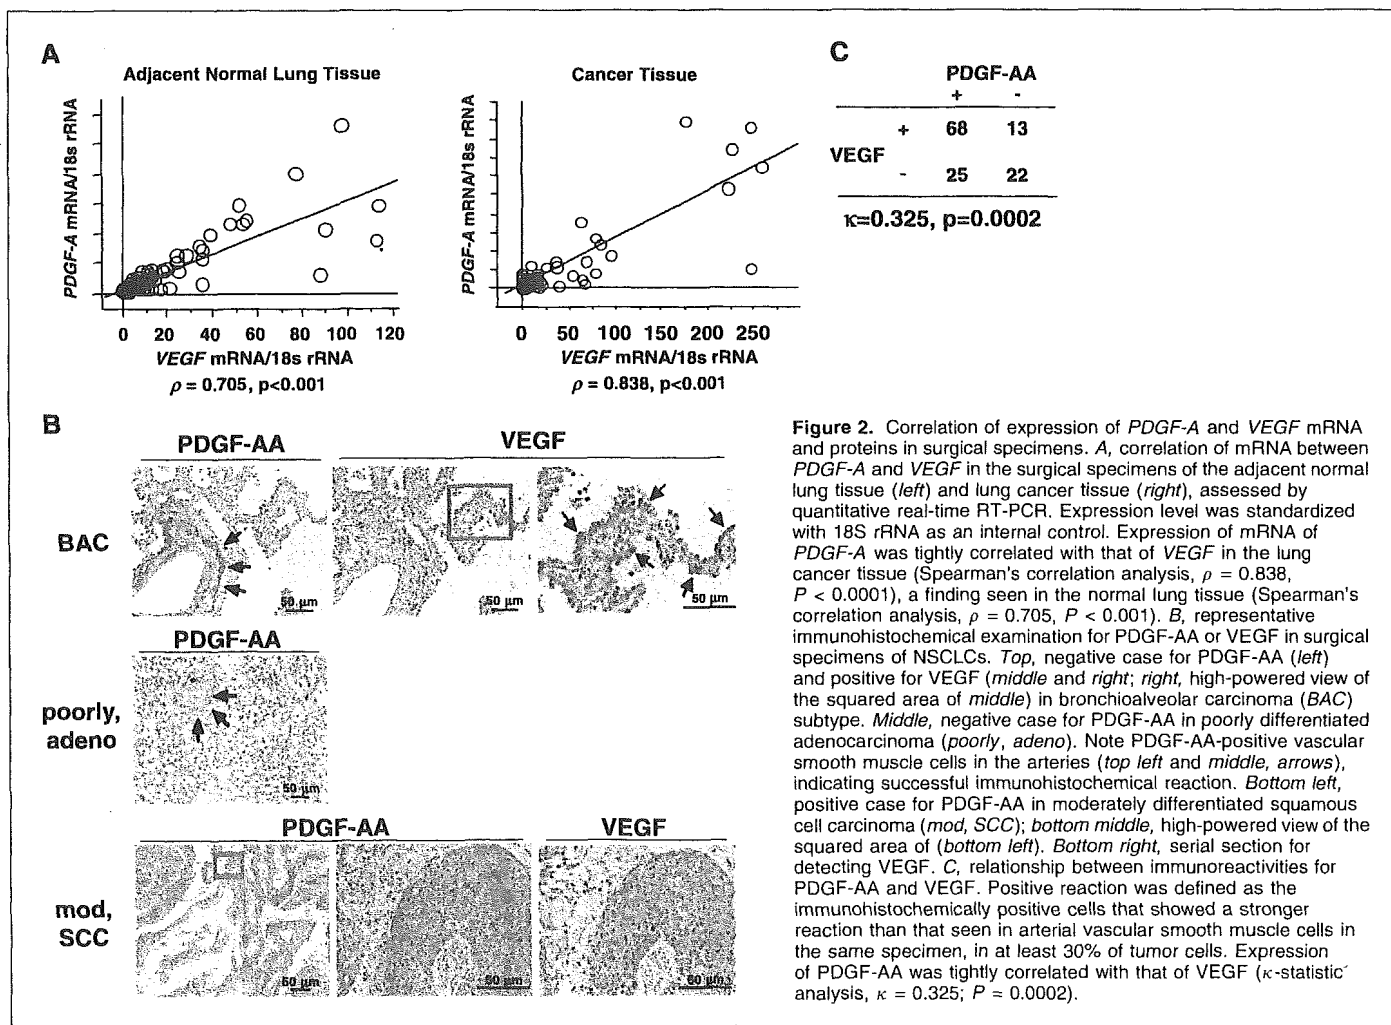 A
Adjacent Normal Lung Tissue
PDGF-A mRNA/18s rRNA
0 20 40 60 80 100 120
VEGF mRNA/18s rRNA
ρ = 0.705, p<0.001
Cancer Tissue
PDGF-A mRNA/18s rRNA
0 50 100 150 200 250
VEGF mRNA/18s rRNA
ρ = 0.838, p<0.001
C
PDGF-AA
+ -
+ 68 13
VEGF
- 25 22
κ=0.325, p=0.0002
B
PDGF-AA VEGF
BAC
50 μm 50 μm 50 μm
PDGF-AA
poorly,
adeno
50 μm
PDGF-AA VEGF
mod,
SCC
50 μm 50 μm 50 μm
Figure 2. Correlation of expression of PDGF-A and VEGF mRNA
and proteins in surgical specimens. A, correlation of mRNA between
PDGF-A and VEGF in the surgical specimens of the adjacent normal
lung tissue (left) and lung cancer tissue (right), assessed by
quantitative real-time RT-PCR. Expression level was standardized
with 18S rRNA as an internal control. Expression of mRNA of
PDGF-A was tightly correlated with that of VEGF in the lung
cancer tissue (Spearman's correlation analysis, ρ = 0.838,
P < 0.0001), a finding seen in the normal lung tissue (Spearman's
correlation analysis, ρ = 0.705, P < 0.001). B, representative
immunohistochemical examination for PDGF-AA or VEGF in surgical
specimens of NSCLCs. Top, negative case for PDGF-AA (left)
and positive for VEGF (middle and right; right, high-powered view of
the squared area of middle) in bronchioalveolar carcinoma (BAC)
subtype. Middle, negative case for PDGF-AA in poorly differentiated
adenocarcinoma (poorly, adeno). Note PDGF-AA-positive vascular
smooth muscle cells in the arteries (top left and middle, arrows),
indicating successful immunohistochemical reaction. Bottom left,
positive case for PDGF-AA in moderately differentiated squamous
cell carcinoma (mod, SCC); bottom middle, high-powered view of the
squared area of (bottom left). Bottom right, serial section for
detecting VEGF. C, relationship between immunoreactivities for
PDGF-AA and VEGF. Positive reaction was defined as the
immunohistochemically positive cells that showed a stronger
reaction than that seen in arterial vascular smooth muscle cells in
the same specimen, in at least 30% of tumor cells. Expression
of PDGF-AA was tightly correlated with that of VEGF (κ-statistic
analysis, κ = 0.325; P = 0.0002).